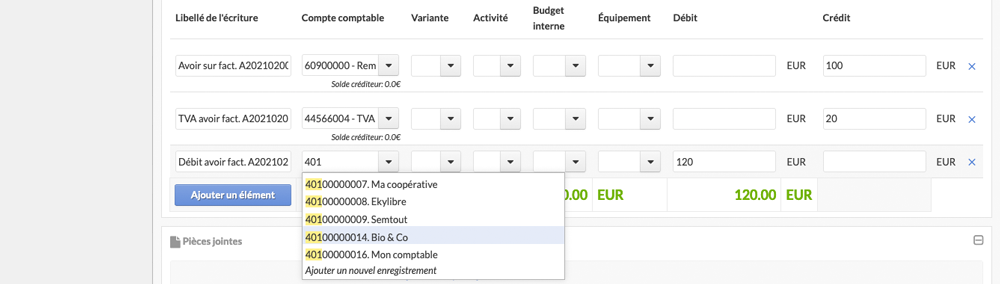 Libellé de l'écriture Compte comptable Variante Activité Budget interne Équipement Débit Crédit
Avoir sur fact. A2021020 60900000 - Rem EUR 100 EUR
Solde créditeur: 0.0€
TVA avoir fact. A2021020 44566004 - TVA EUR 20 EUR
Solde créditeur: 0.0€
Débit avoir fact. A202102 401 120 EUR EUR
Ajouter un élément 0.00 EUR 120.00 EUR
40100000007. Ma coopérative
40100000008. Ekylibre
40100000009. Semtout
40100000014. Bio & Co
40100000016. Mon comptable
Ajouter un nouvel enregistrement
Pièces jointes